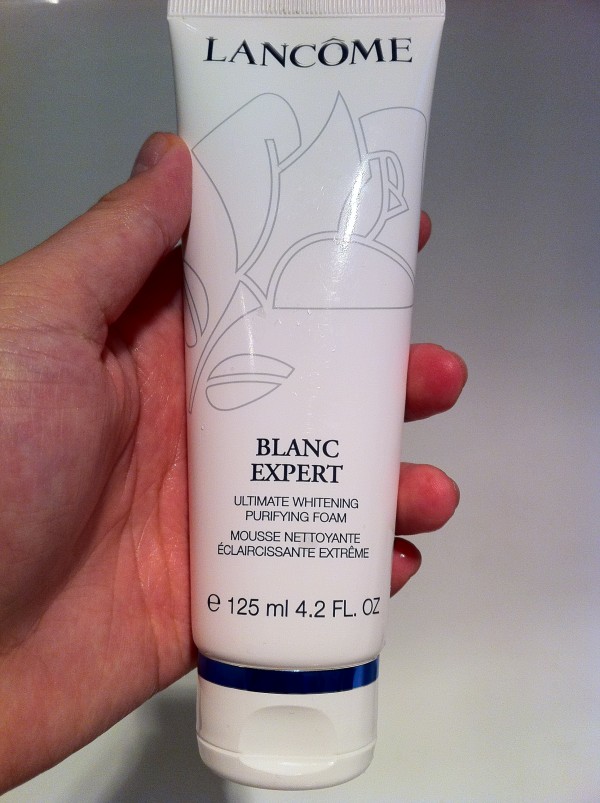 LANCÔME
BLANC
EXPERT
ULTIMATE WHITENING
PURIFYING FOAM
MOUSSE NETTOYANTE
ÉCLAIRCISSANTE EXTRÊME
℮ 125 ml 4.2 FL. OZ